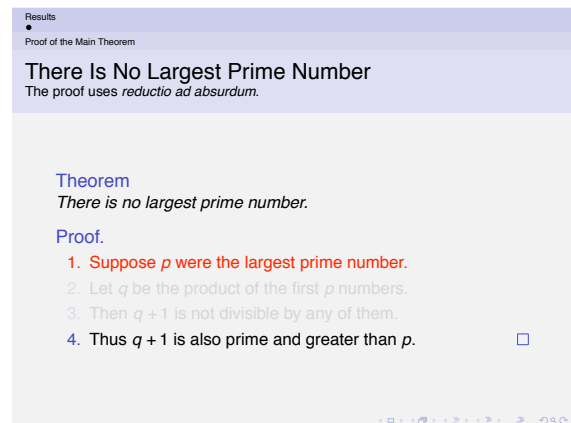 Results
Proof of the Main Theorem
There Is No Largest Prime Number
The proof uses reductio ad absurdum.
Theorem
There is no largest prime number.
Proof.
1. Suppose p were the largest prime number.
2. Let q be the product of the first p numbers.
3. Then q + 1 is not divisible by any of them.
4. Thus q + 1 is also prime and greater than p.